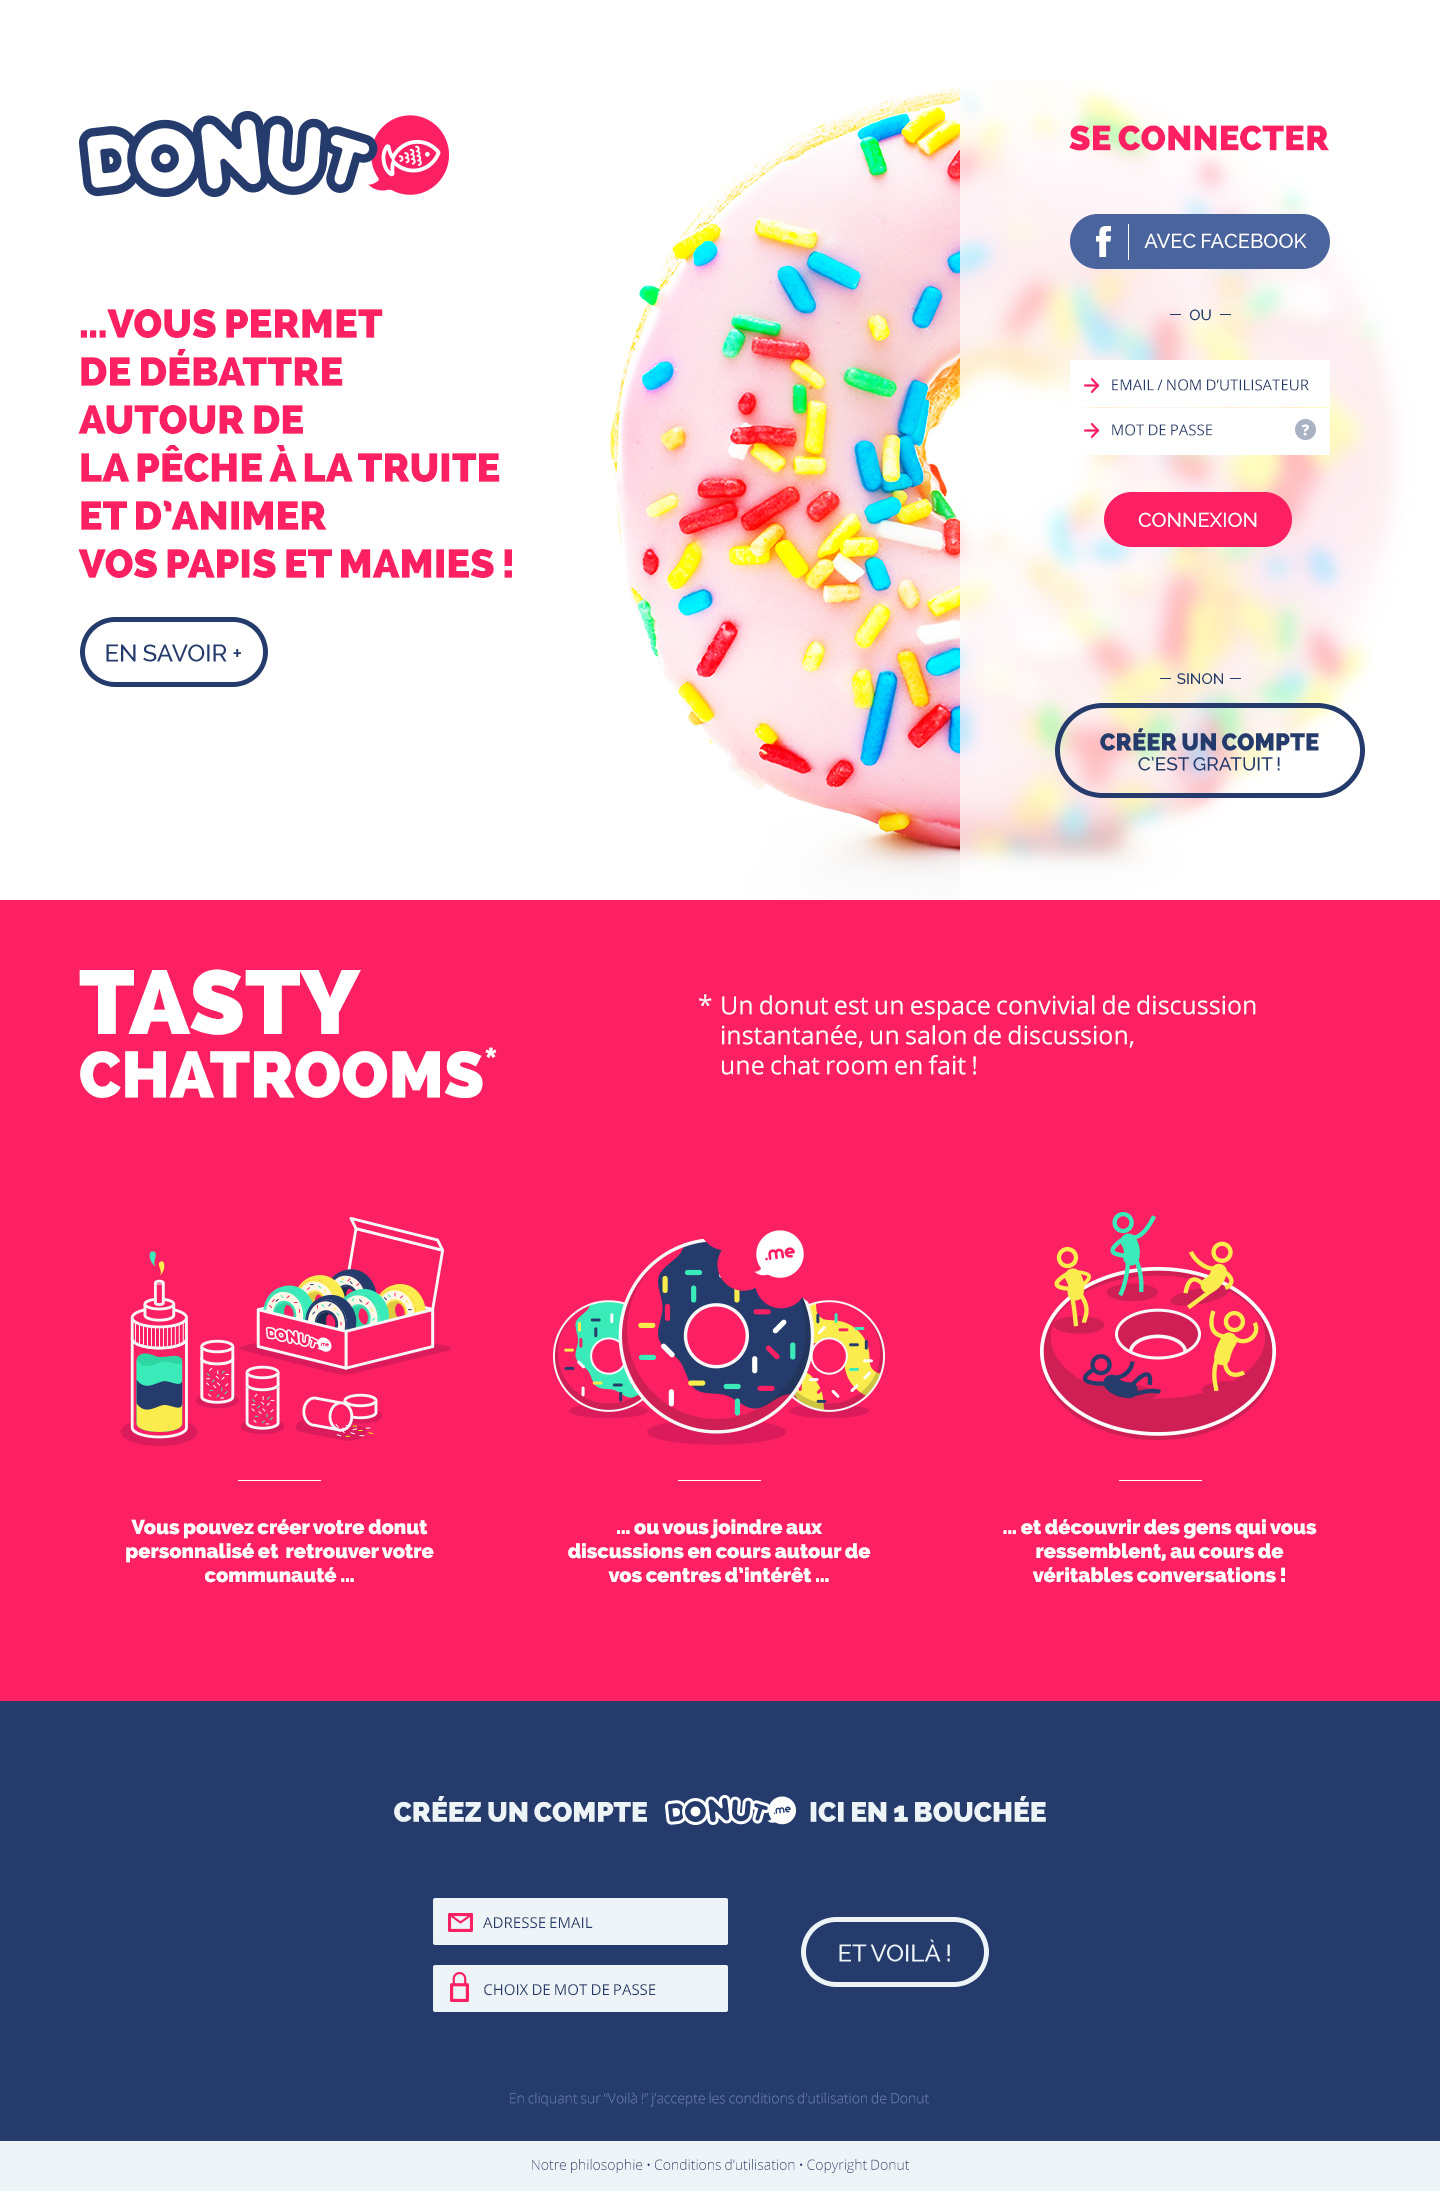 DONUT
...VOUS PERMET
DE DÉBATTRE
AUTOUR DE
LA PÊCHE À LA TRUITE
ET D'ANIMER
VOS PAPIS ET MAMIES !
EN SAVOIR +
SE CONNECTER
f AVEC FACEBOOK
— OU —
EMAIL / NOM D'UTILISATEUR
MOT DE PASSE ?
CONNEXION
— SINON —
CRÉER UN COMPTE
C'EST GRATUIT !
TASTY
CHATROOMS*
* Un donut est un espace convivial de discussion
instantanée, un salon de discussion,
une chat room en fait !
DONUT.me
.me
Vous pouvez créer votre donut
personnalisé et retrouver votre
communauté ...
... ou vous joindre aux
discussions en cours autour de
vos centres d'intérêt ...
... et découvrir des gens qui vous
ressemblent, au cours de
véritables conversations !
CRÉEZ UN COMPTE DONUT.me ICI EN 1 BOUCHÉE
ADRESSE EMAIL
CHOIX DE MOT DE PASSE
ET VOILÀ !
En cliquant sur "Voilà !" j'accepte les conditions d'utilisation de Donut
Notre philosophie • Conditions d'utilisation • Copyright Donut